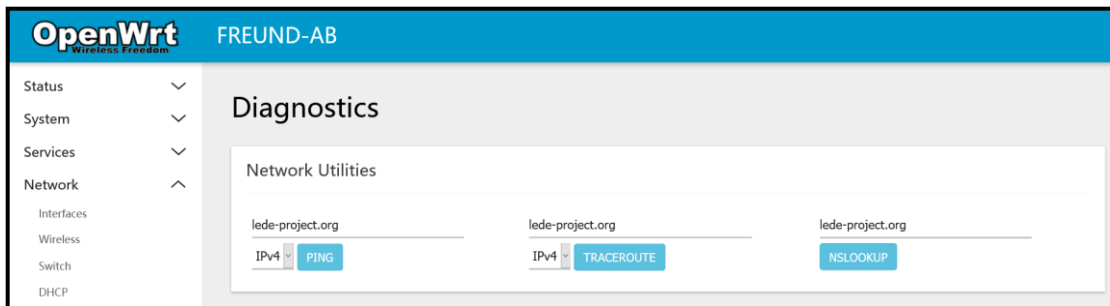 OpenWrt
Wireless Freedom
FREUND-AB
Status
System
Services
Network
Interfaces
Wireless
Switch
DHCP
Diagnostics
Network Utilities
lede-project.org lede-project.org lede-project.org
IPv4 PING IPv4 TRACEROUTE NSLOOKUP